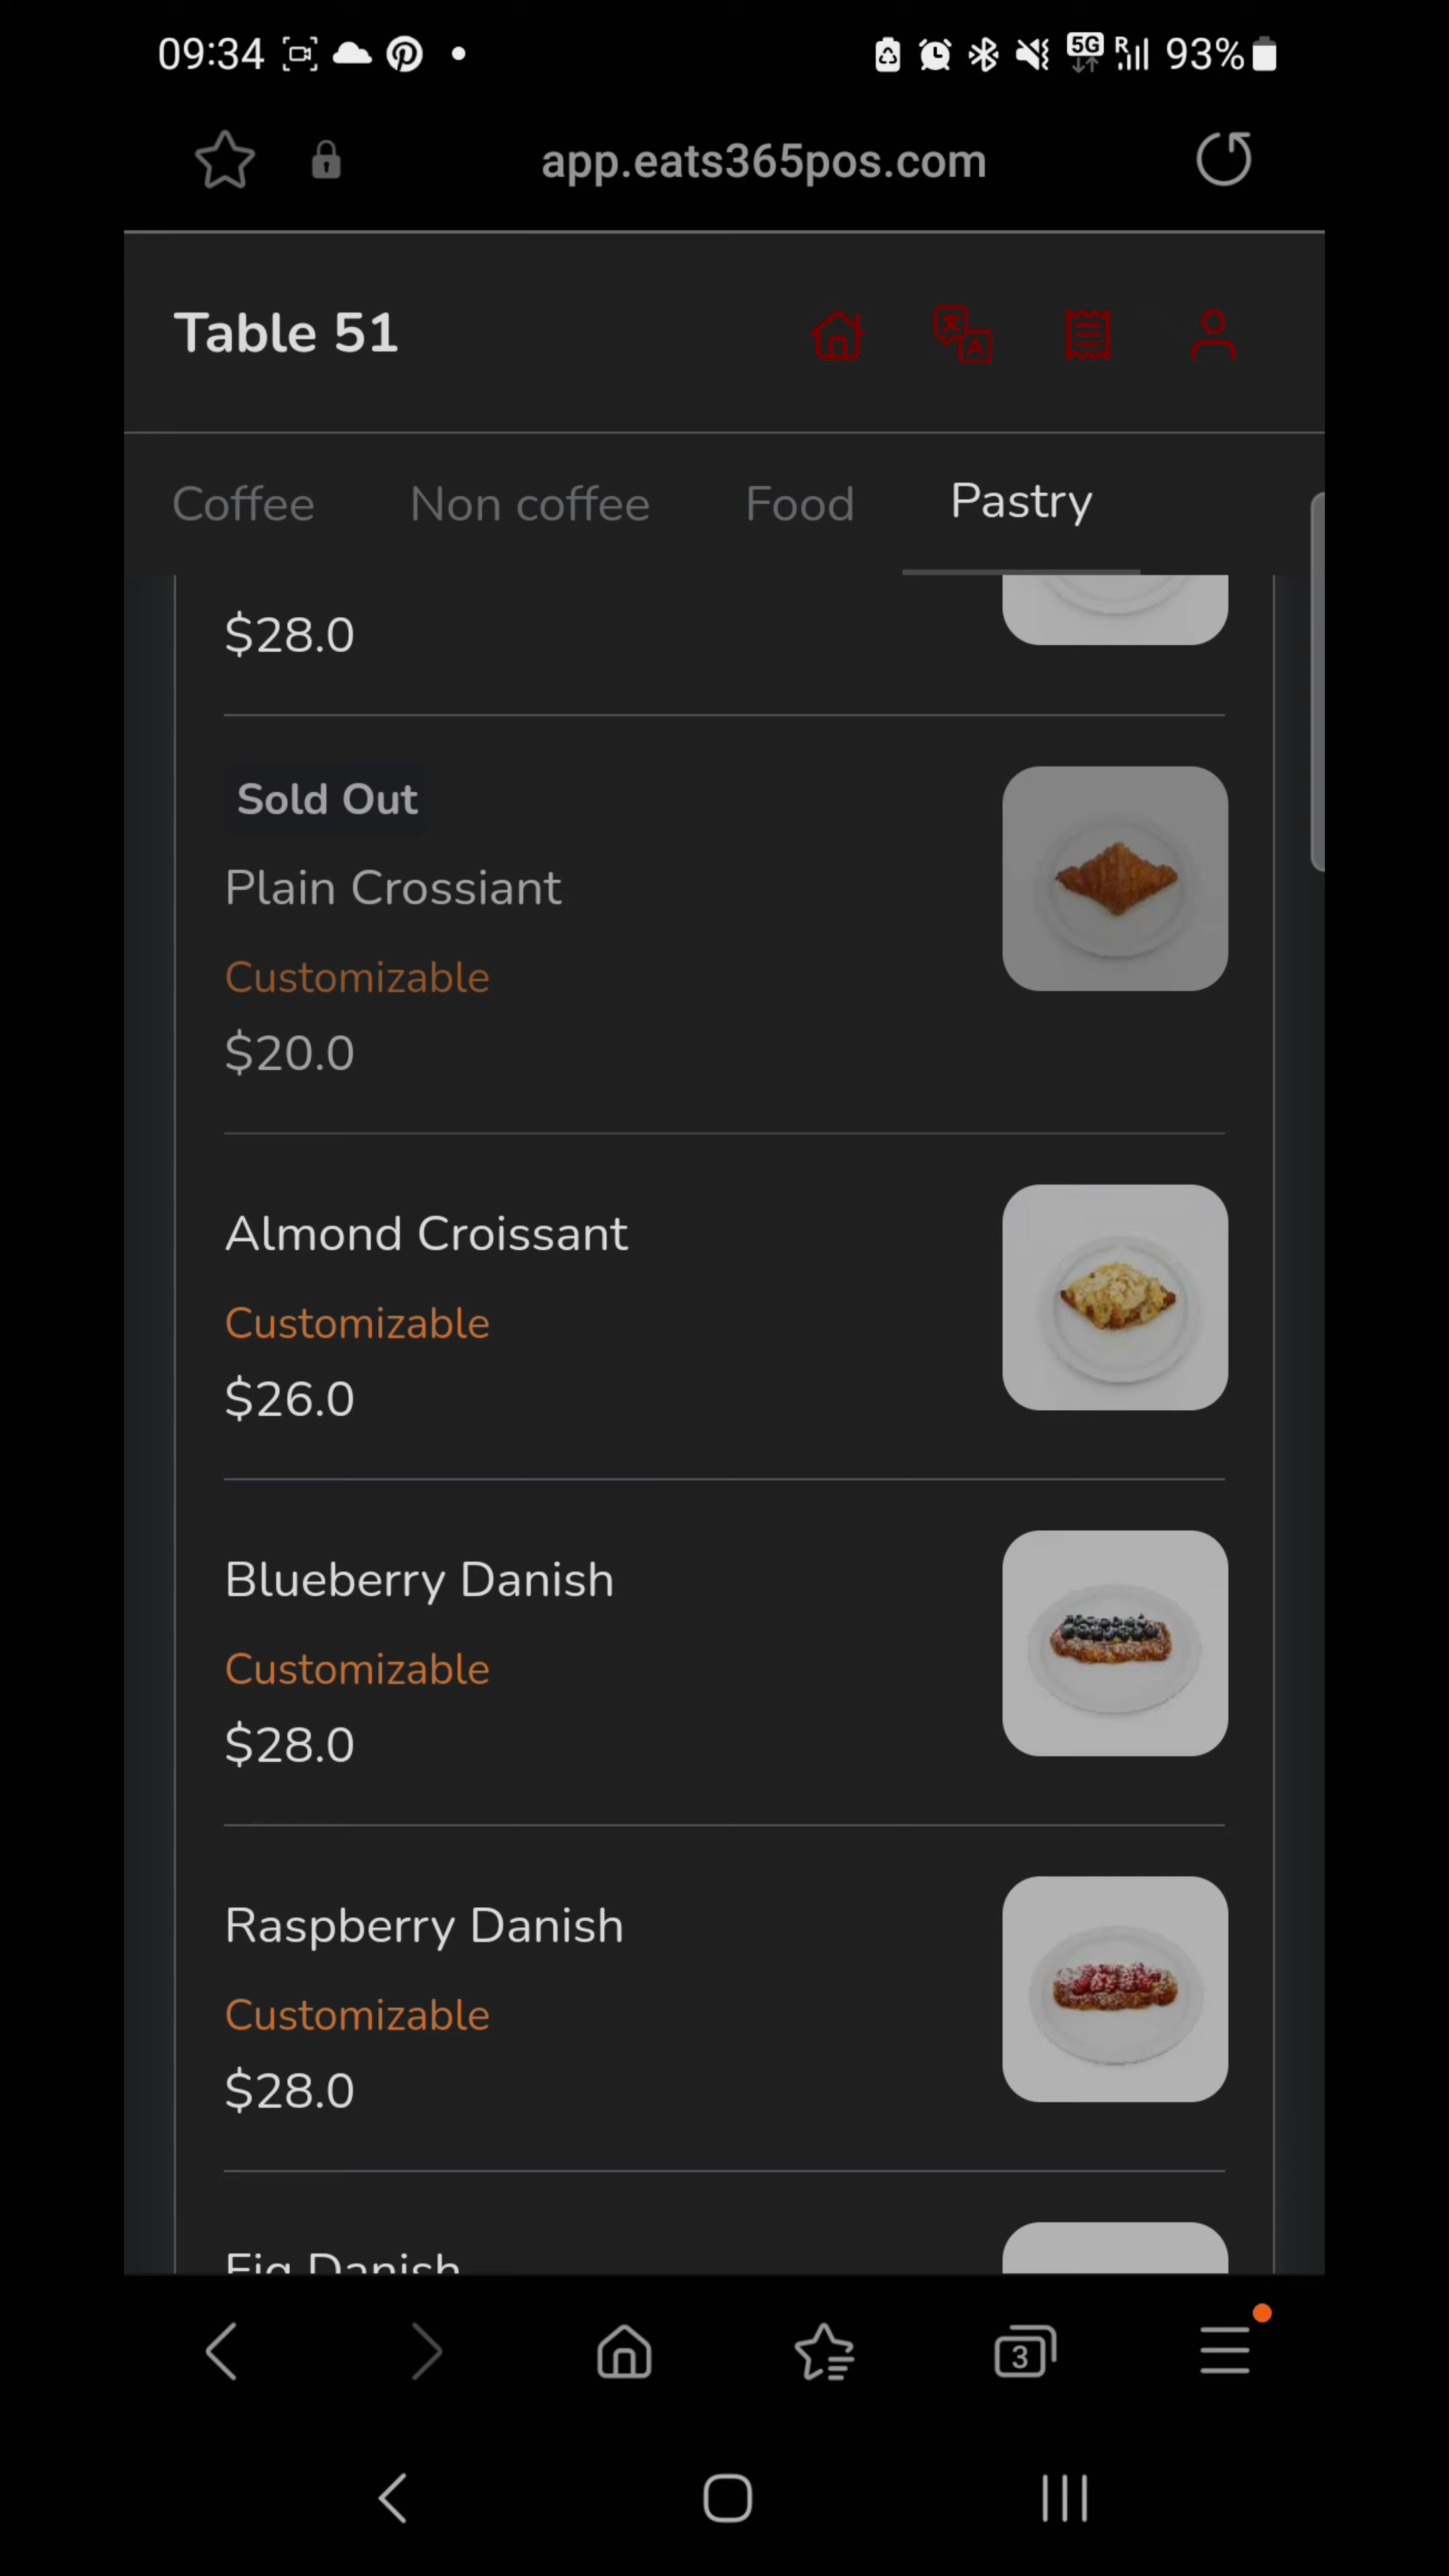 09:34
5G R 93%
app.eats365pos.com
Table 51
文 A
Coffee Non coffee Food Pastry
$28.0
Sold Out
Plain Crossiant
Customizable
$20.0
Almond Croissant
Customizable
$26.0
Blueberry Danish
Customizable
$28.0
Raspberry Danish
Customizable
$28.0
Fig Danish
3